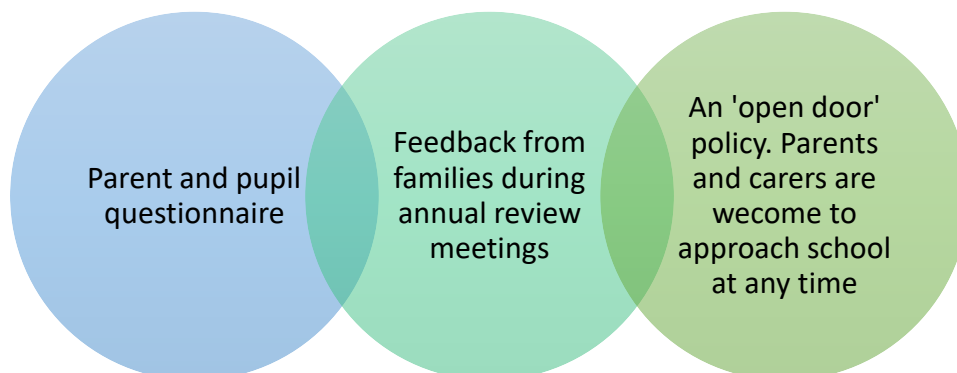 Parent and pupil
questionnaire
Feedback from
families during
annual review
meetings
An 'open door'
policy. Parents
and carers are
wecome to
approach school
at any time